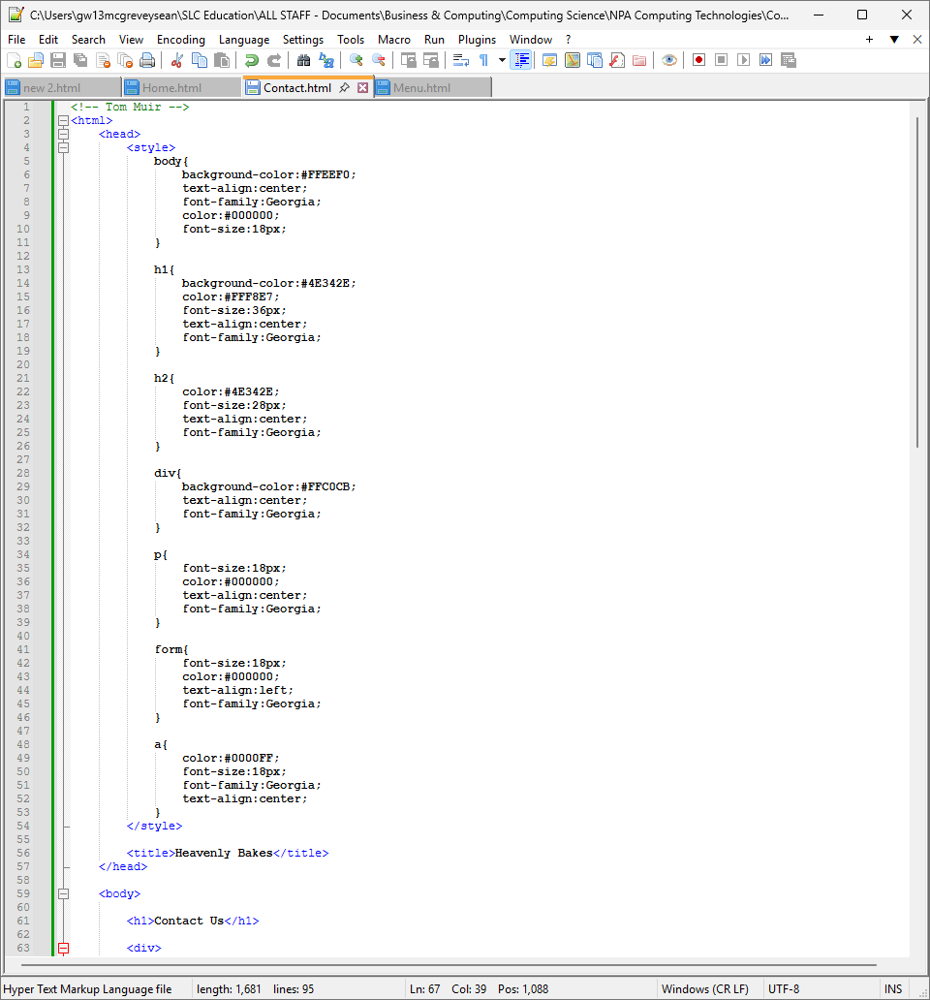 C:\Users\gw13mcgreveysean\SLC Education\ALL STAFF - Documents\Business & Computing\Computing Science\NPA Computing Technologies\Co...
File Edit Search View Encoding Language Settings Tools Macro Run Plugins Window ?
new 2.html Home.html Contact.html Menu.html
1 <!-- Tom Muir -->
2 <html>
3 <head>
4 <style>
5 body{
6 background-color:#FFEEF0;
7 text-align:center;
8 font-family:Georgia;
9 color:#000000;
10 font-size:18px;
11 }
12
13 h1{
14 background-color:#4E342E;
15 color:#FFF8E7;
16 font-size:36px;
17 text-align:center;
18 font-family:Georgia;
19 }
20
21 h2{
22 color:#4E342E;
23 font-size:28px;
24 text-align:center;
25 font-family:Georgia;
26 }
27
28 div{
29 background-color:#FFC0CB;
30 text-align:center;
31 font-family:Georgia;
32 }
33
34 p{
35 font-size:18px;
36 color:#000000;
37 text-align:center;
38 font-family:Georgia;
39 }
40
41 form{
42 font-size:18px;
43 color:#000000;
44 text-align:left;
45 font-family:Georgia;
46 }
47
48 a{
49 color:#0000FF;
50 font-size:18px;
51 font-family:Georgia;
52 text-align:center;
53 }
54 </style>
55
56 <title>Heavenly Bakes</title>
57 </head>
58
59 <body>
60
61 <h1>Contact Us</h1>
62
63 <div>
Hyper Text Markup Language file length: 1,681 lines: 95 Ln: 67 Col: 39 Pos: 1,088 Windows (CR LF) UTF-8 INS